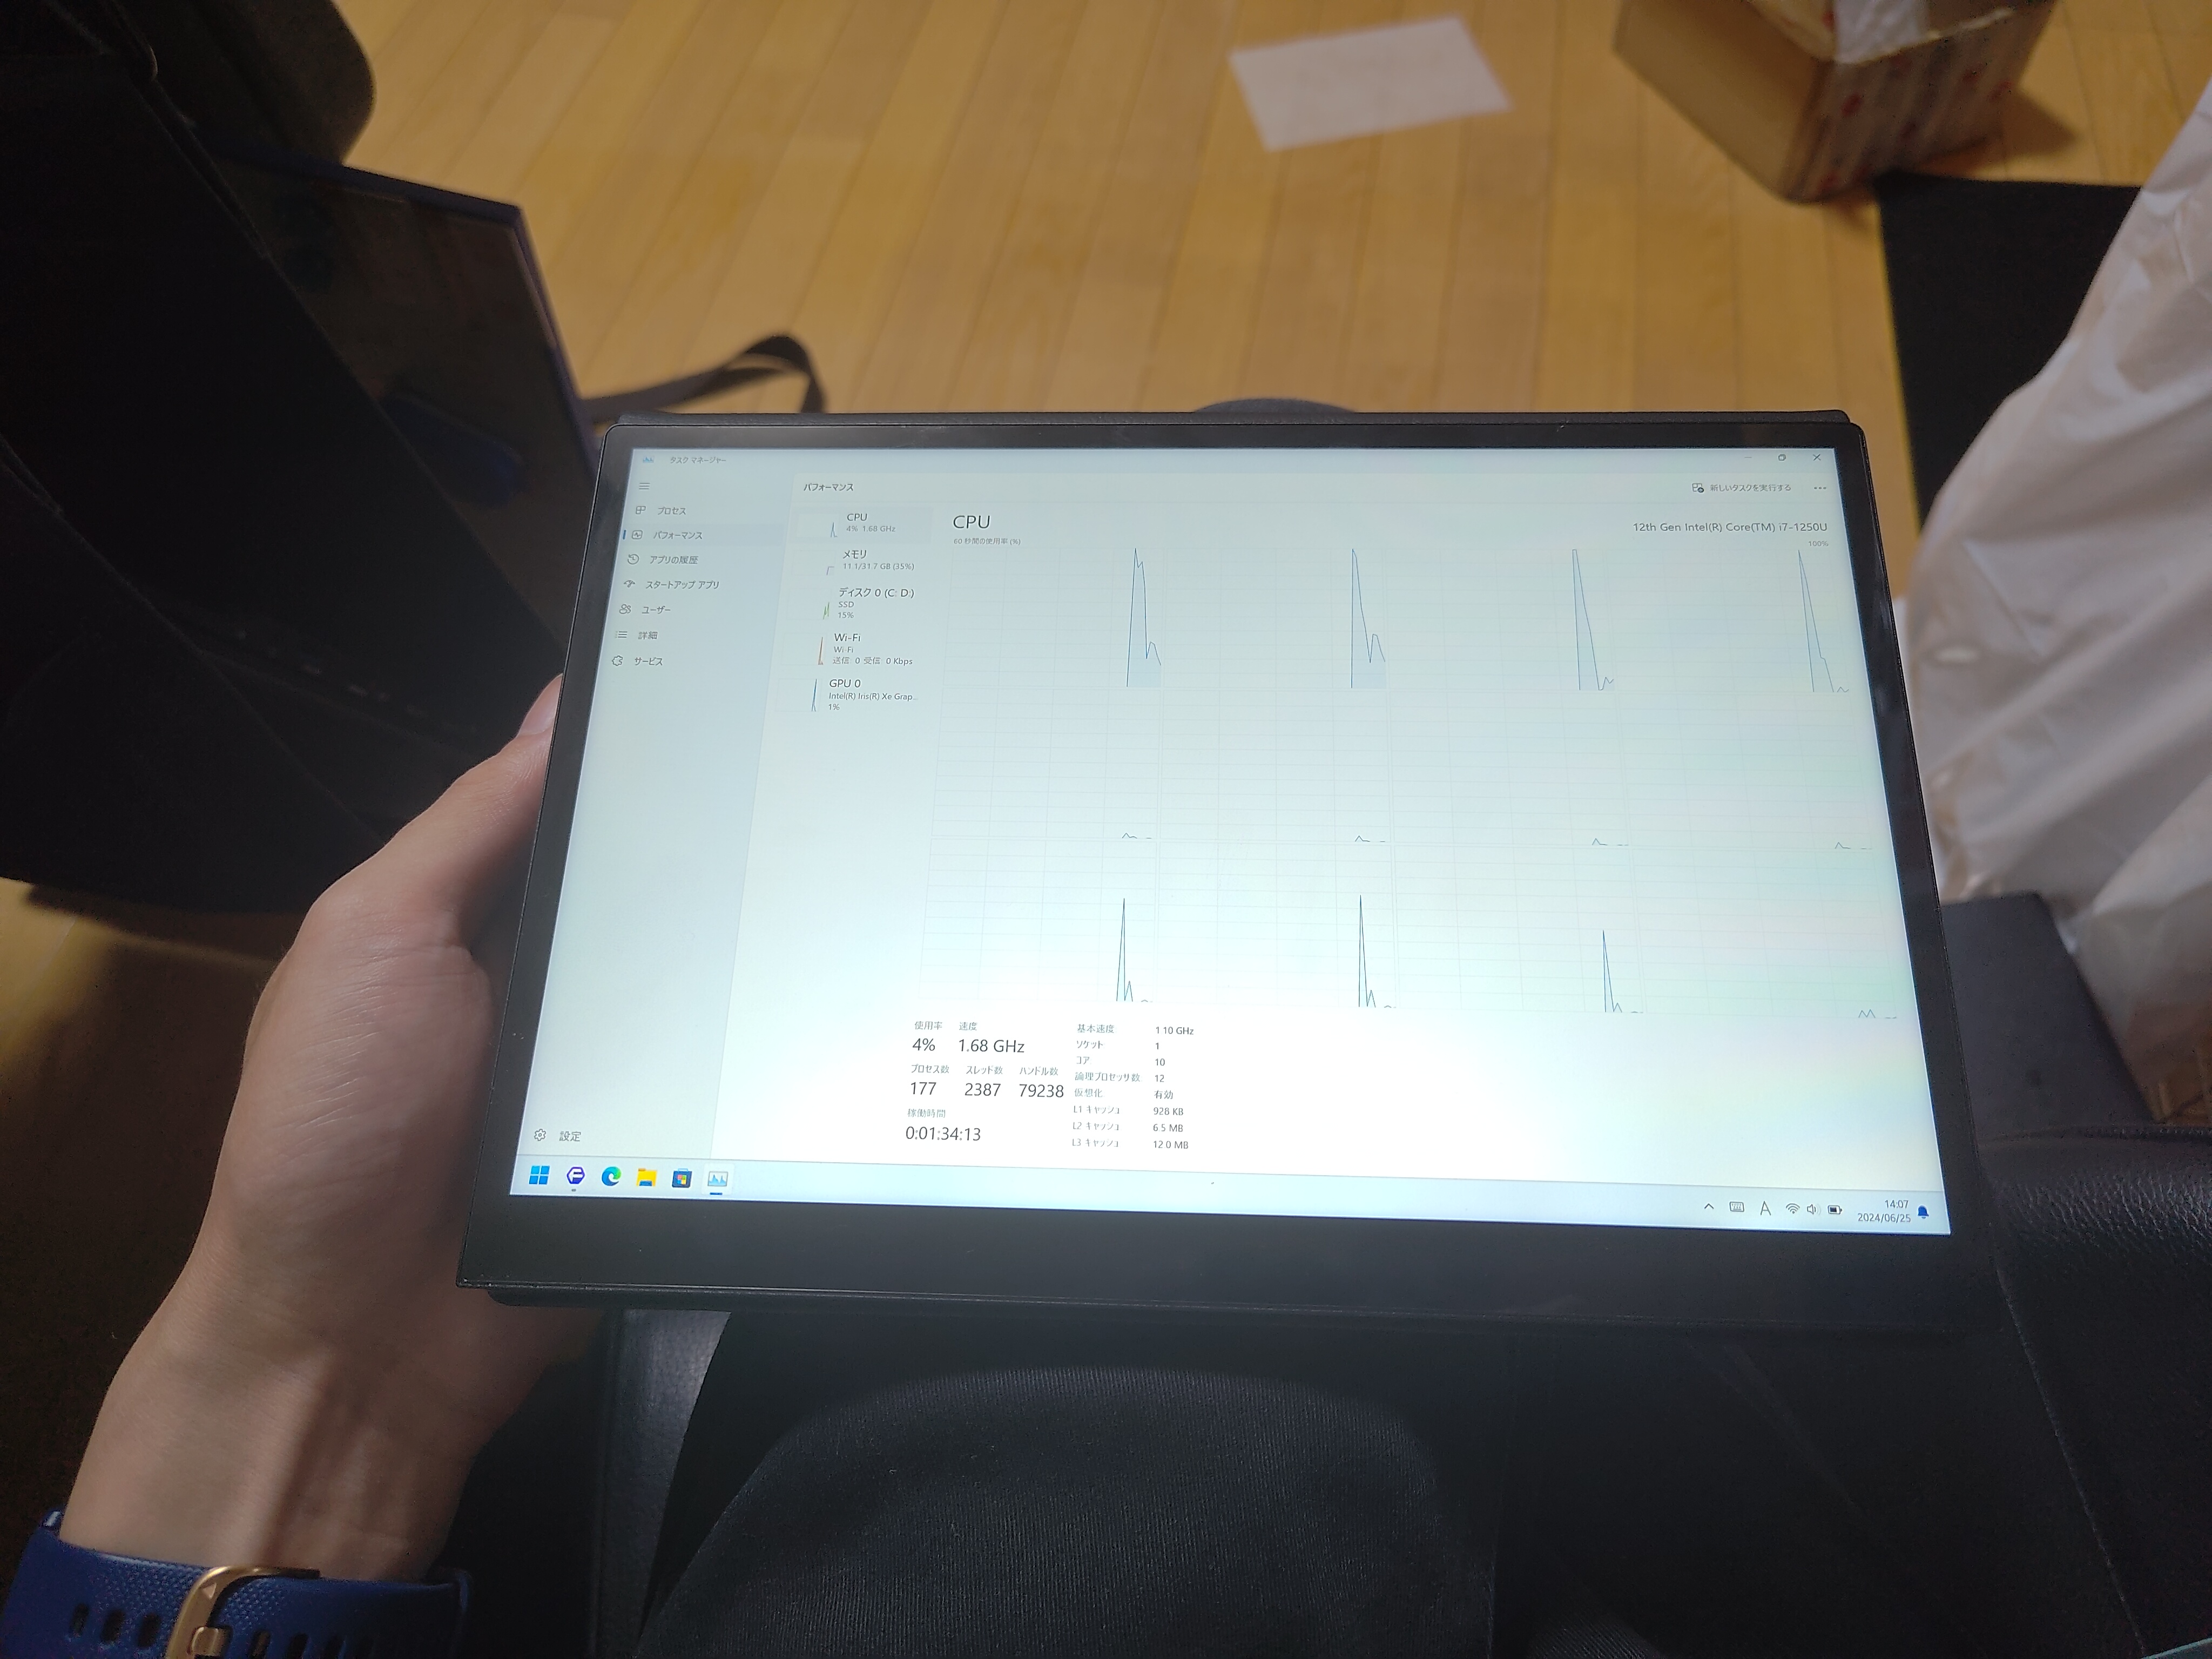 タスク マネージャー
パフォーマンス
新しいタスクを実行する
プロセス
パフォーマンス
アプリの履歴
スタートアップ アプリ
ユーザー
詳細
サービス
設定
CPU
4% 1.68 GHz
メモリ
11.1/31.7 GB (35%)
ディスク 0 (C: D:)
SSD
15%
Wi-Fi
Wi-Fi
送信: 0 受信: 0 Kbps
GPU 0
Intel(R) Iris(R) Xe Grap...
1%
CPU
12th Gen Intel(R) Core(TM) i7-1250U
60 秒間の使用率 (%)
100%
使用率 速度
4% 1.68 GHz
プロセス数 スレッド数 ハンドル数
177 2387 79238
稼働時間
0:01:34:13
基本速度 1.10 GHz
ソケット 1
コア 10
論理プロセッサ数 12
仮想化 有効
L1 キャッシュ 928 KB
L2 キャッシュ 6.5 MB
L3 キャッシュ 12.0 MB
A
14:07
2024/06/25